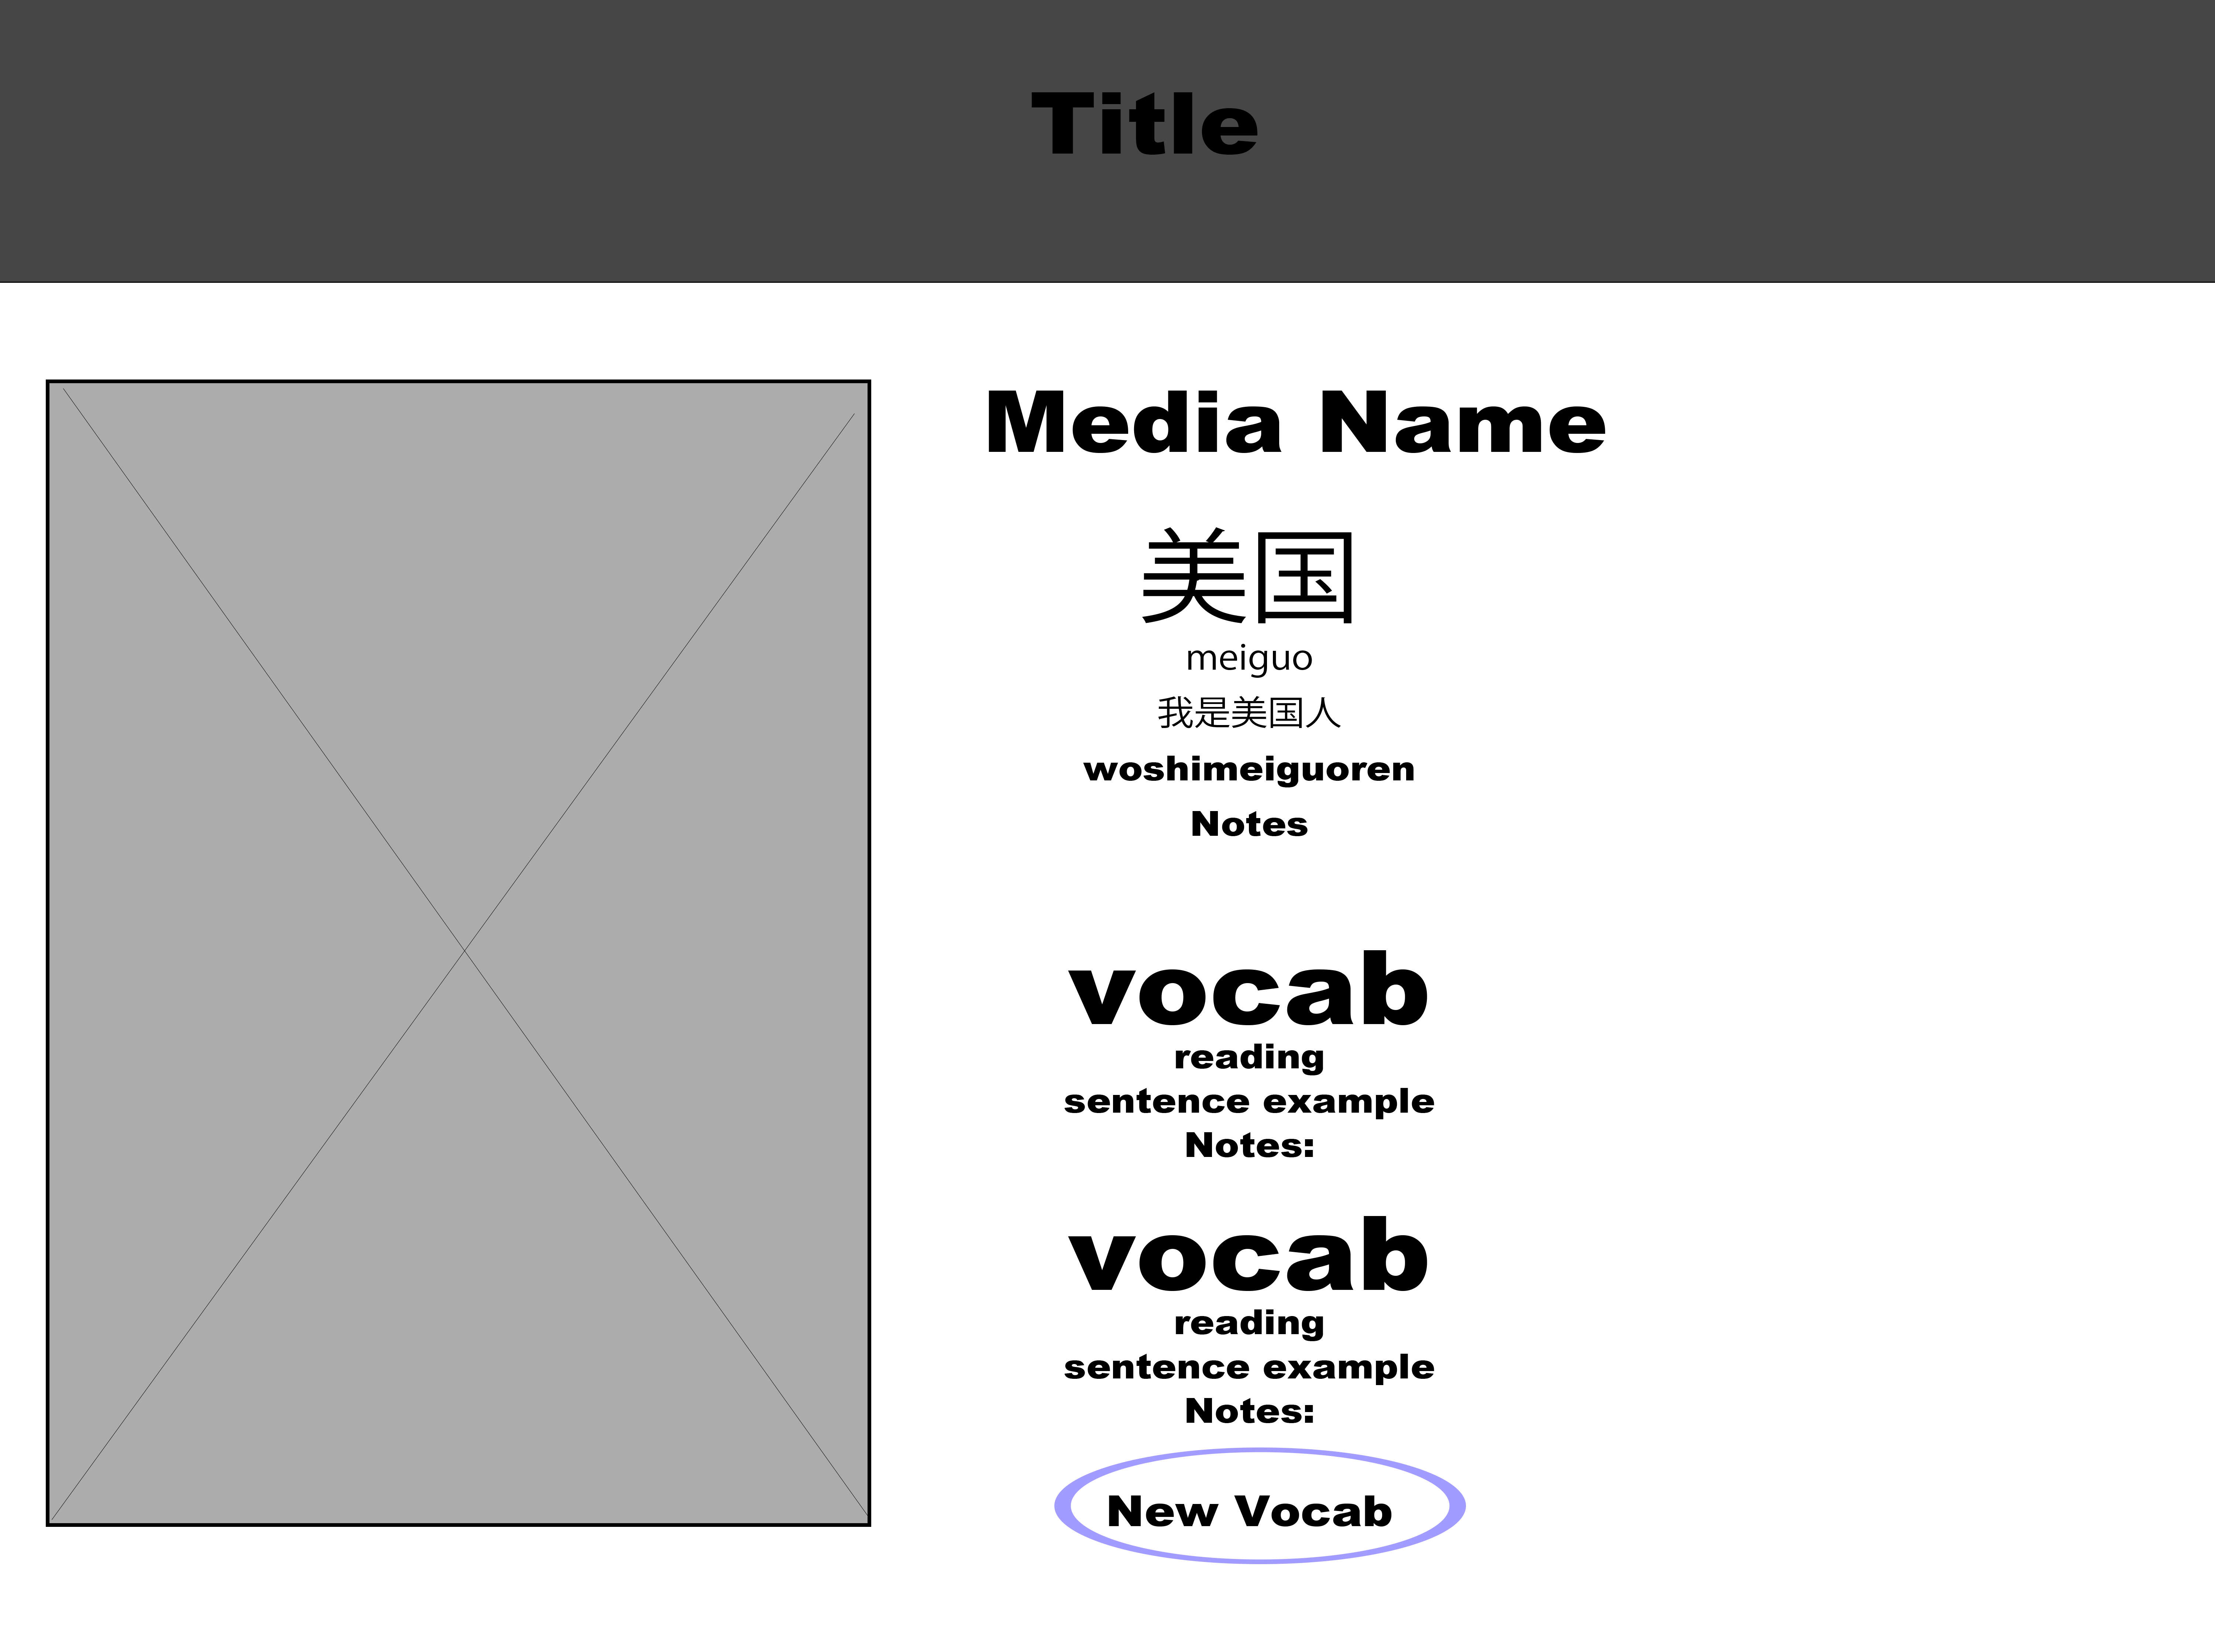 Title
Media Name
美国
meiguo
我是美国人
woshimeiguoren
Notes
vocab
reading
sentence example
Notes:
vocab
reading
sentence example
Notes:
New Vocab